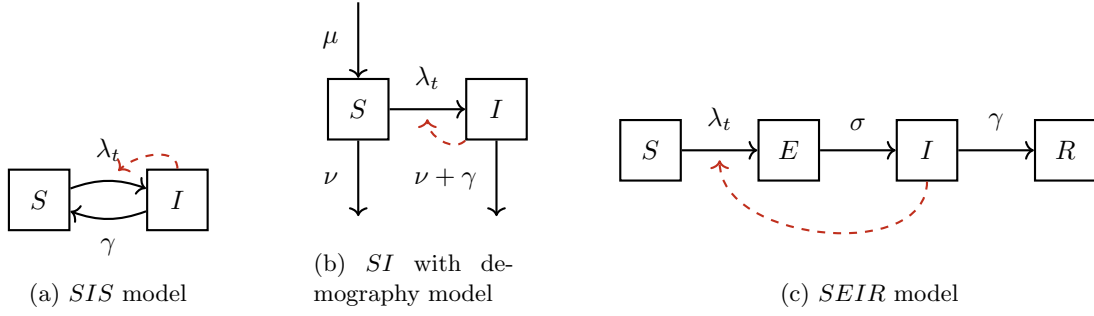 λt
S
I
γ
(a) SIS model
μ
λt
S
I
ν
ν + γ
(b) SI with de-
mography model
λt
σ
γ
S
E
I
R
(c) SEIR model